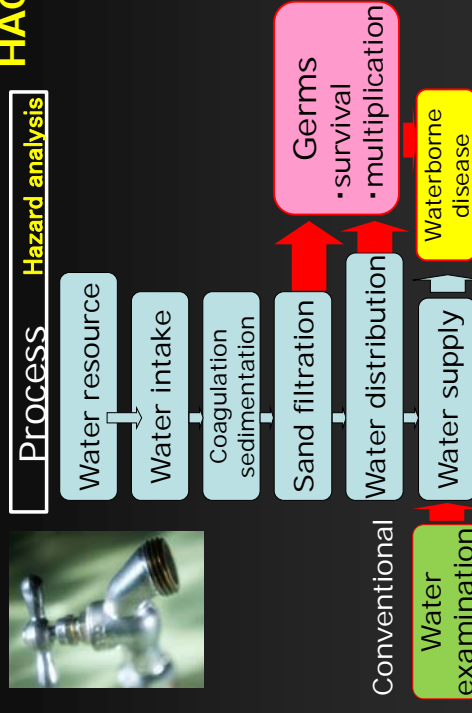 Process Hazard analysis
Water resource
Water intake
Coagulation
sedimentation
Sand filtration
Water distribution
Water supply
Germs
・survival
・multiplication
Waterborne
disease
Conventional
Water
examination